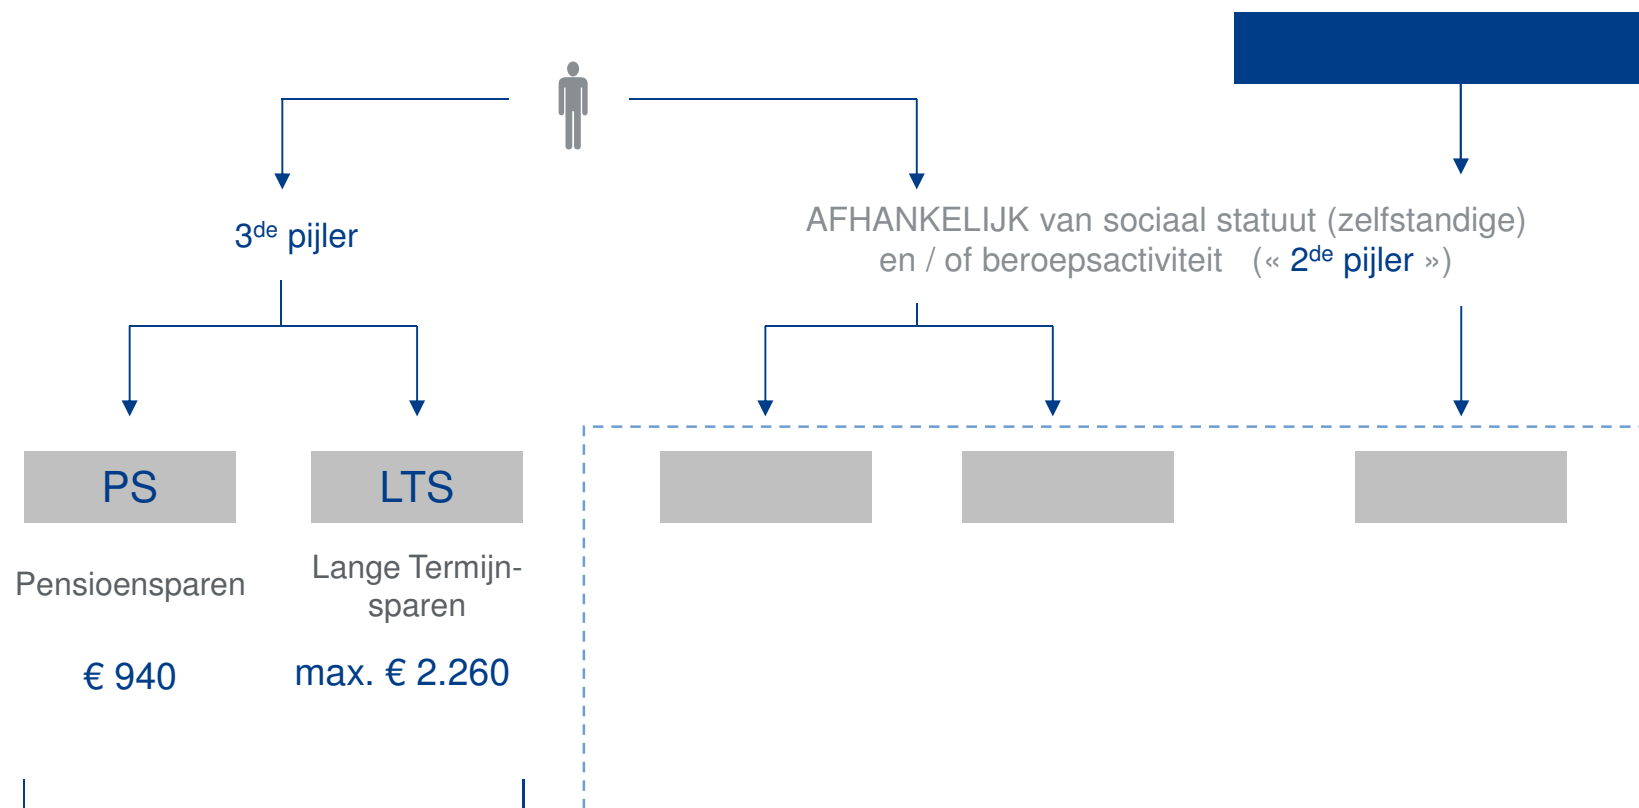 3de pijler
AFHANKELIJK van sociaal statuut (zelfstandige)
en / of beroepsactiviteit (« 2de pijler »)
PS
LTS
Pensioensparen
Lange Termijn-
sparen
€ 940
max. € 2.260